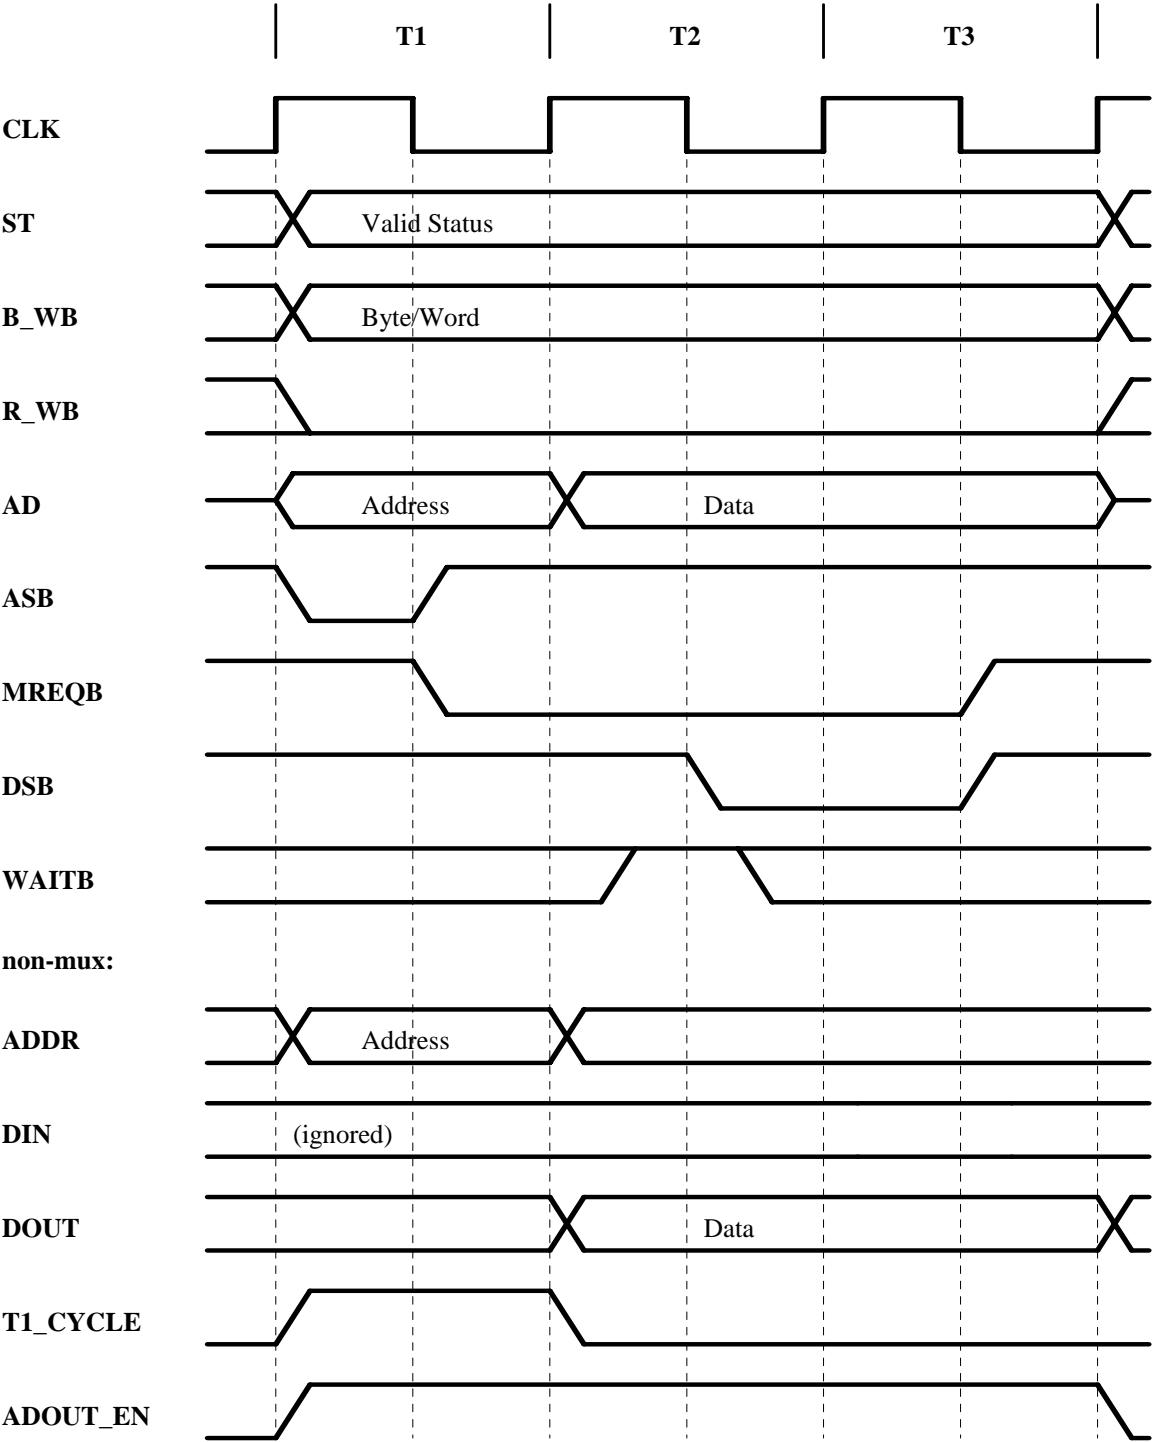 T1 T2 T3
CLK
ST Valid Status
B_WB Byte/Word
R_WB
AD Address Data
ASB
MREQB
DSB
WAITB
non-mux:
ADDR Address
DIN (ignored)
DOUT Data
T1_CYCLE
ADOUT_EN